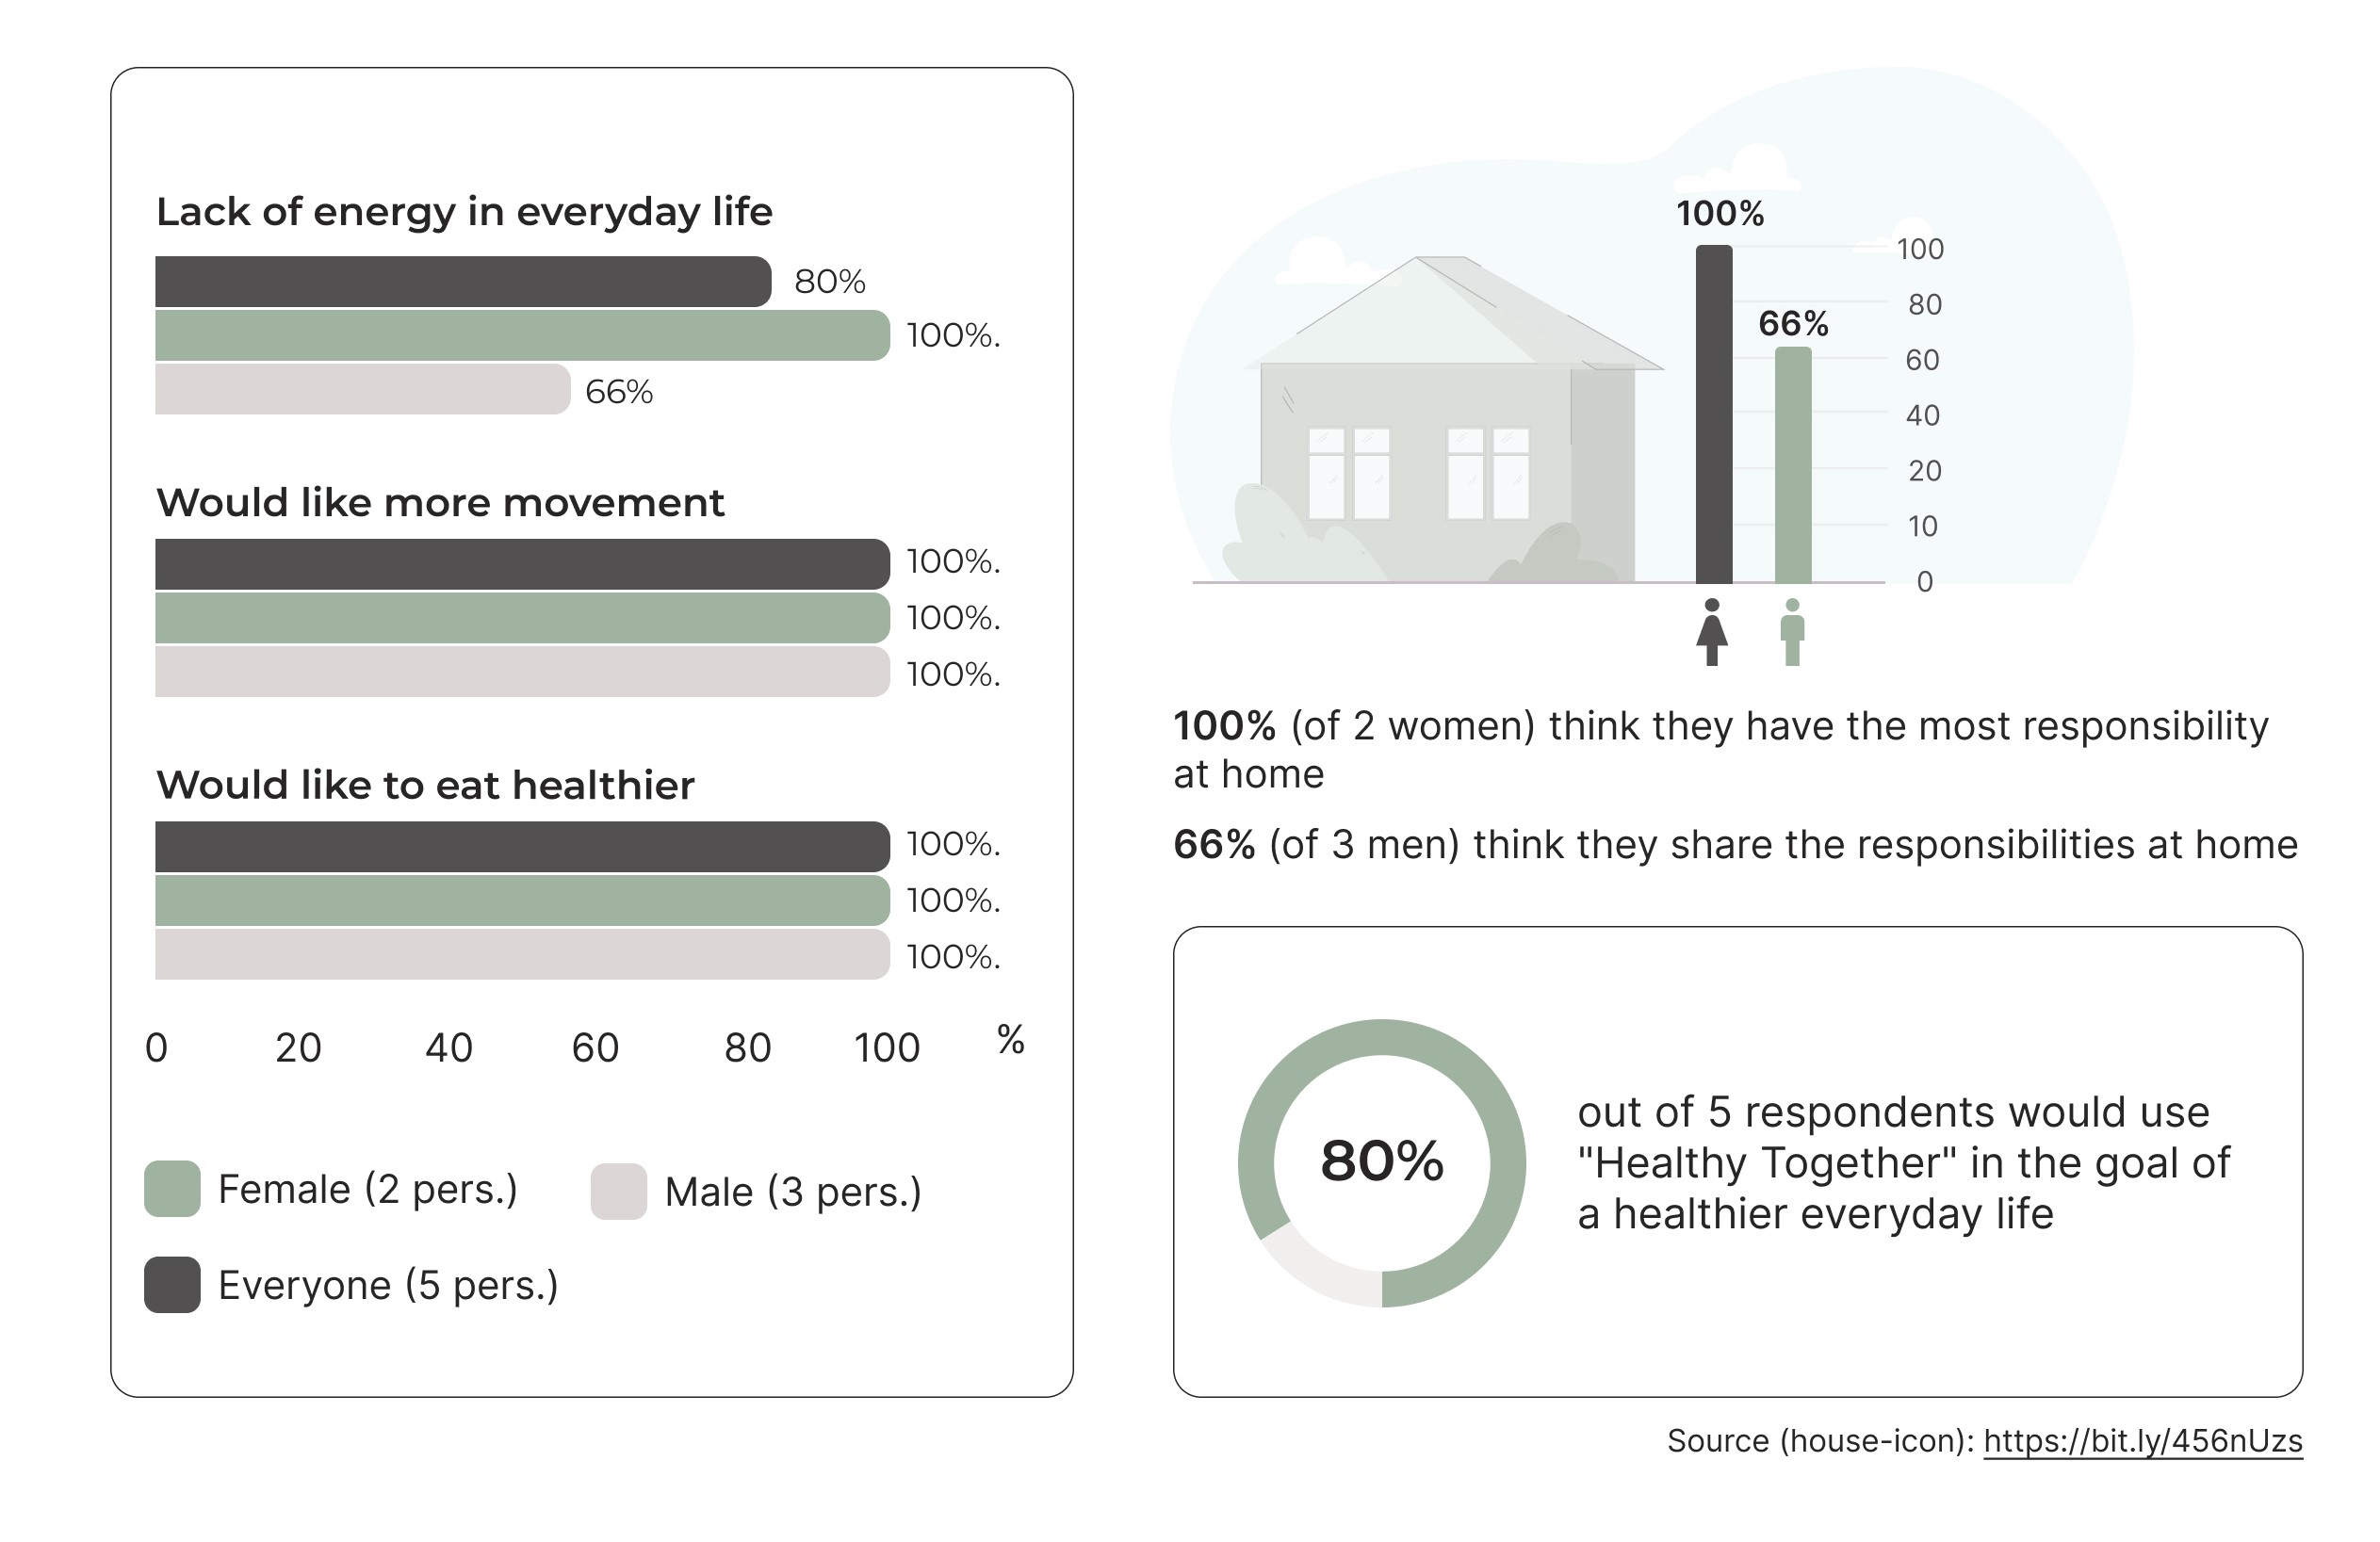 Lack of energy in everyday life
80%
100%.
66%
Would like more movement
100%.
100%.
100%.
Would like to eat healthier
100%.
100%.
100%.
0 20 40 60 80 100 %
Female (2 pers.)
Male (3 pers.)
Everyone (5 pers.)
100%
66%
100
80
60
40
20
10
0
100% (of 2 women) think they have the most responsibility
at home
66% (of 3 men) think they share the responsibilities at home
80%
out of 5 respondents would use
"Healthy Together" in the goal of
a healthier everyday life
Source (house-icon): https://bit.ly/456nUzs